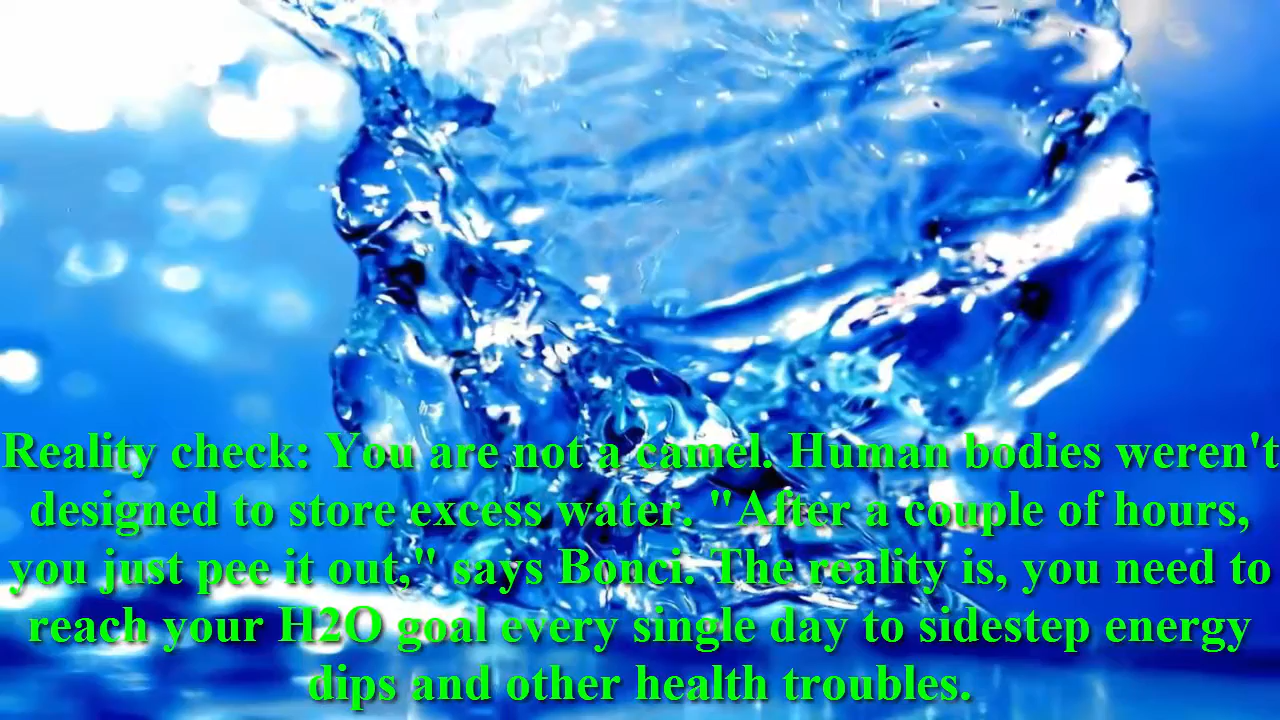 Reality check: You are not a camel. Human bodies weren't
designed to store excess water. "After a couple of hours,
you just pee it out," says Bonci. The reality is, you need to
reach your H2O goal every single day to sidestep energy
dips and other health troubles.